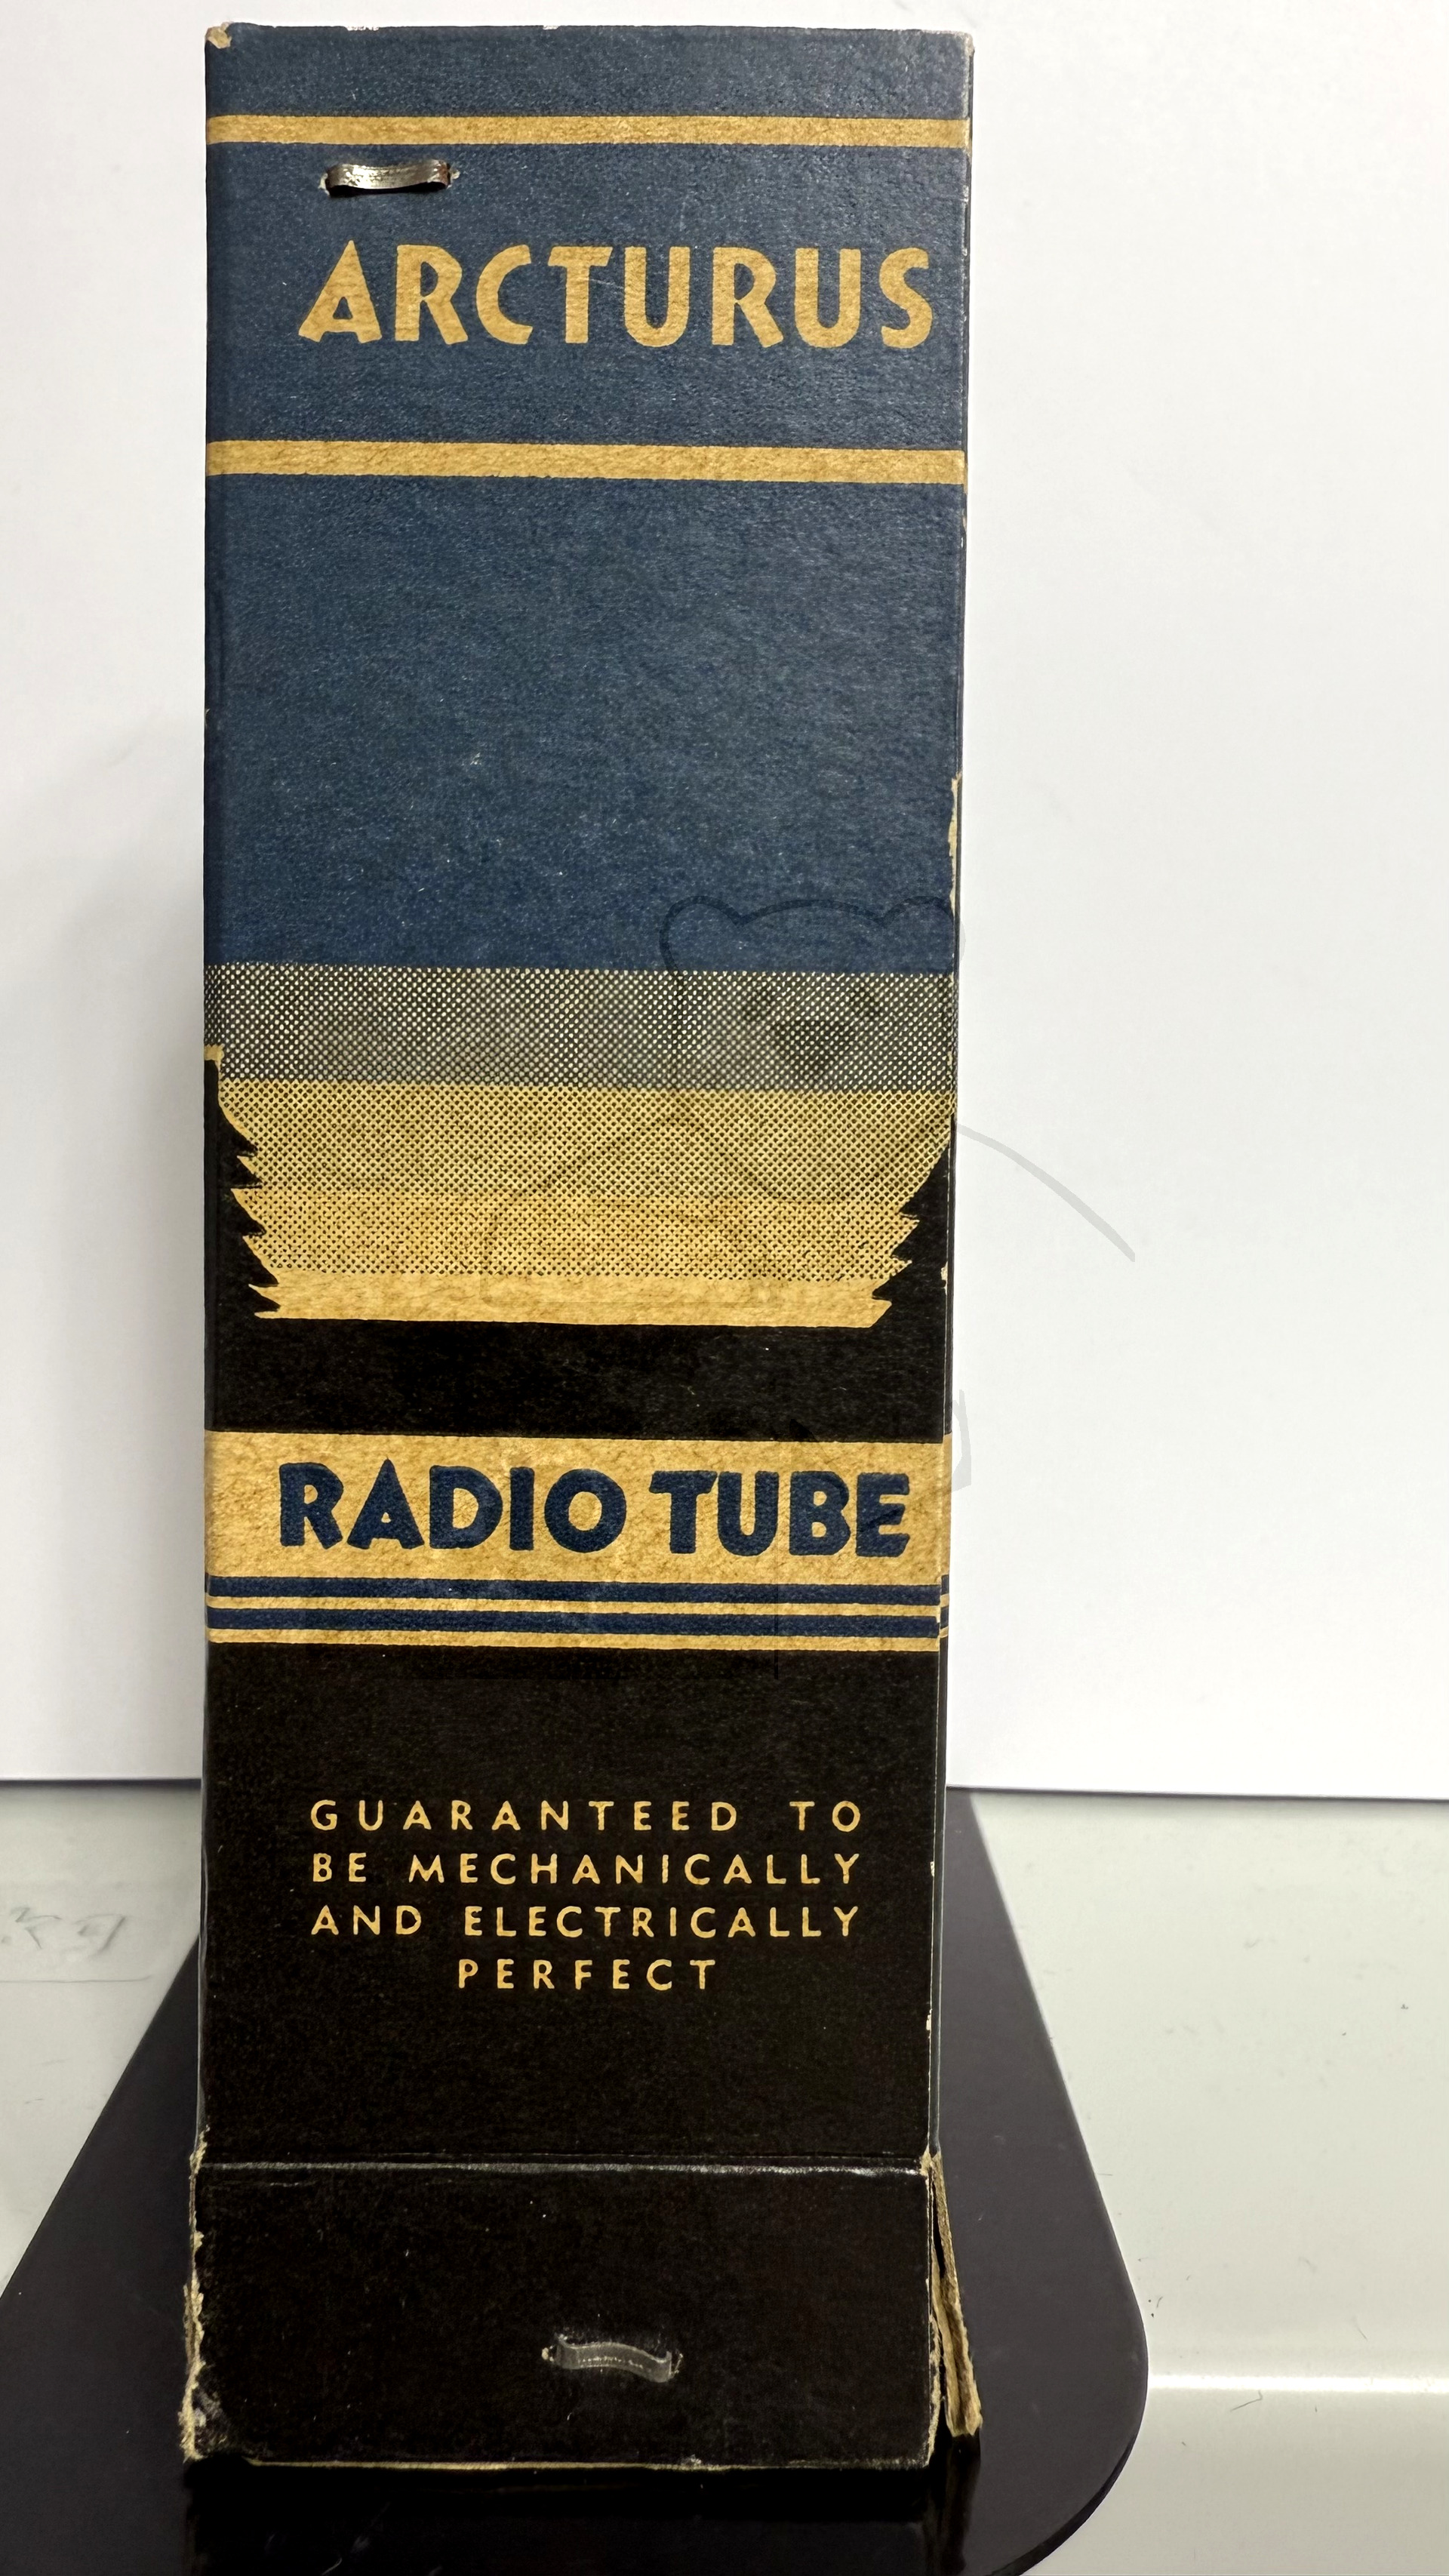 ARCTURUS
RADIO TUBE
GUARANTEED TO
BE MECHANICALLY
AND ELECTRICALLY
PERFECT